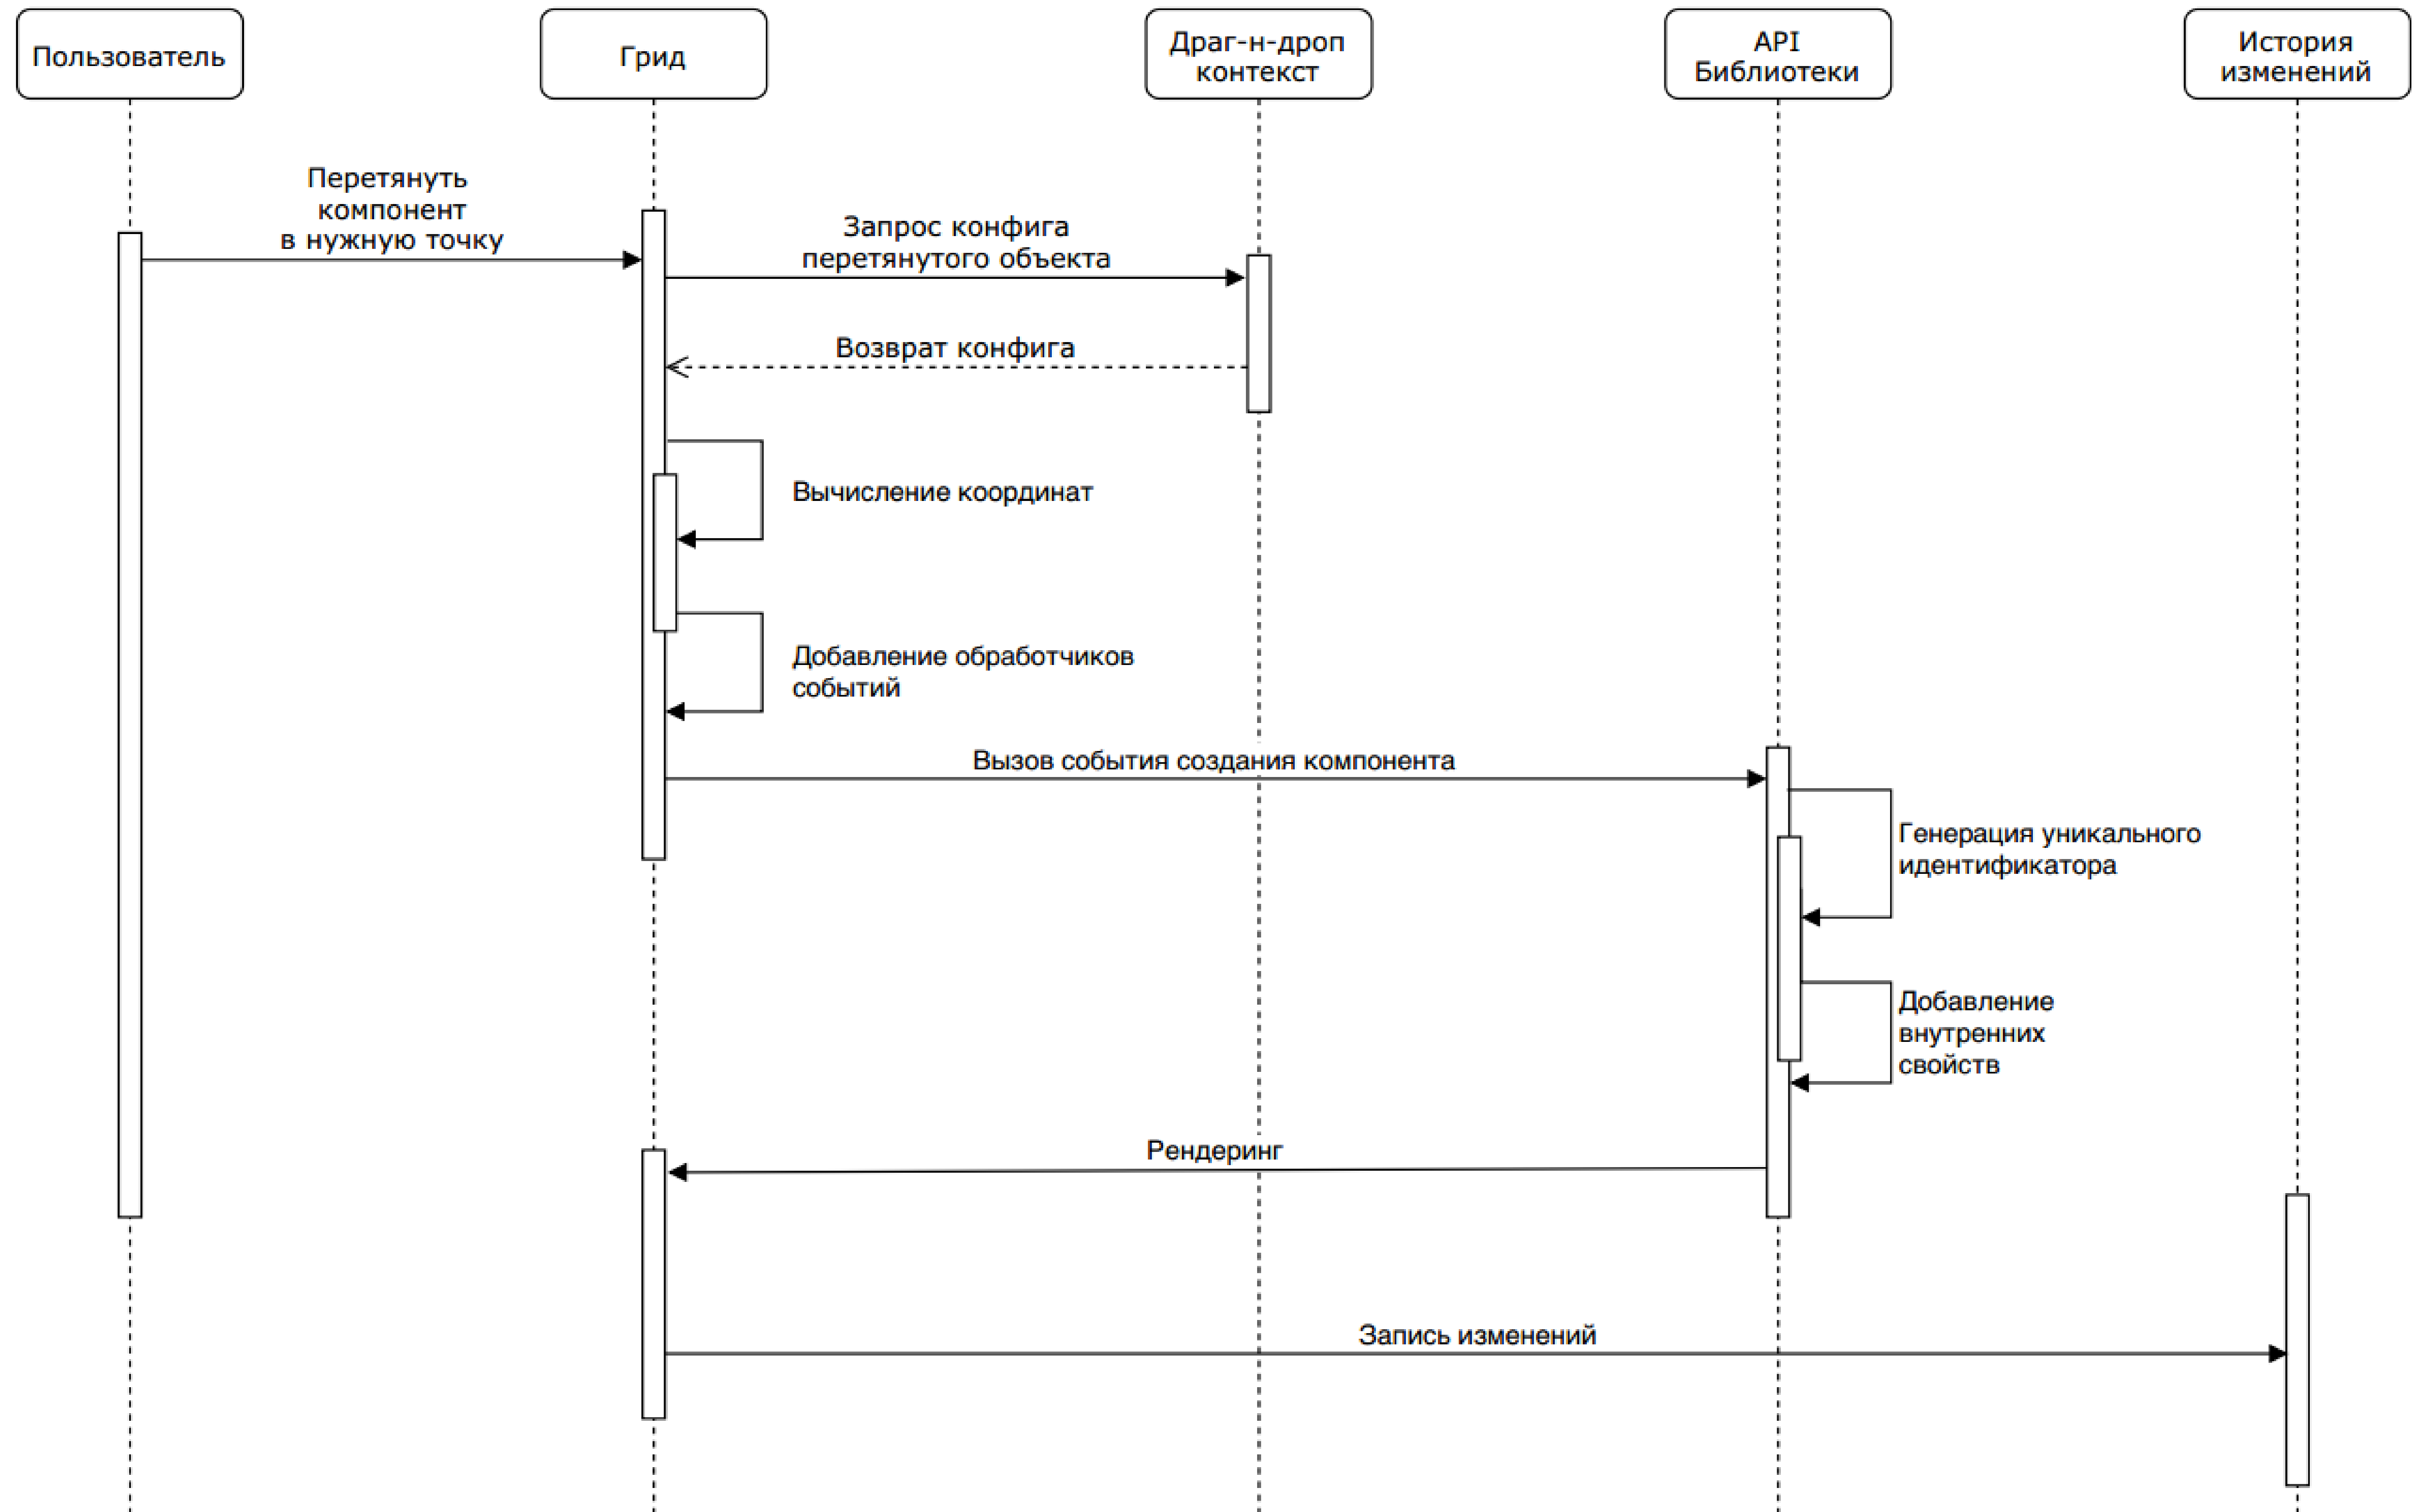 Пользователь
Грид
Драг-н-дроп
контекст
API
Библиотеки
История
изменений
Перетянуть
компонент
в нужную точку
Запрос конфига
перетянутого объекта
Возврат конфига
Вычисление координат
Добавление обработчиков
событий
Вызов события создания компонента
Генерация уникального
идентификатора
Добавление
внутренних
свойств
Рендеринг
Запись изменений